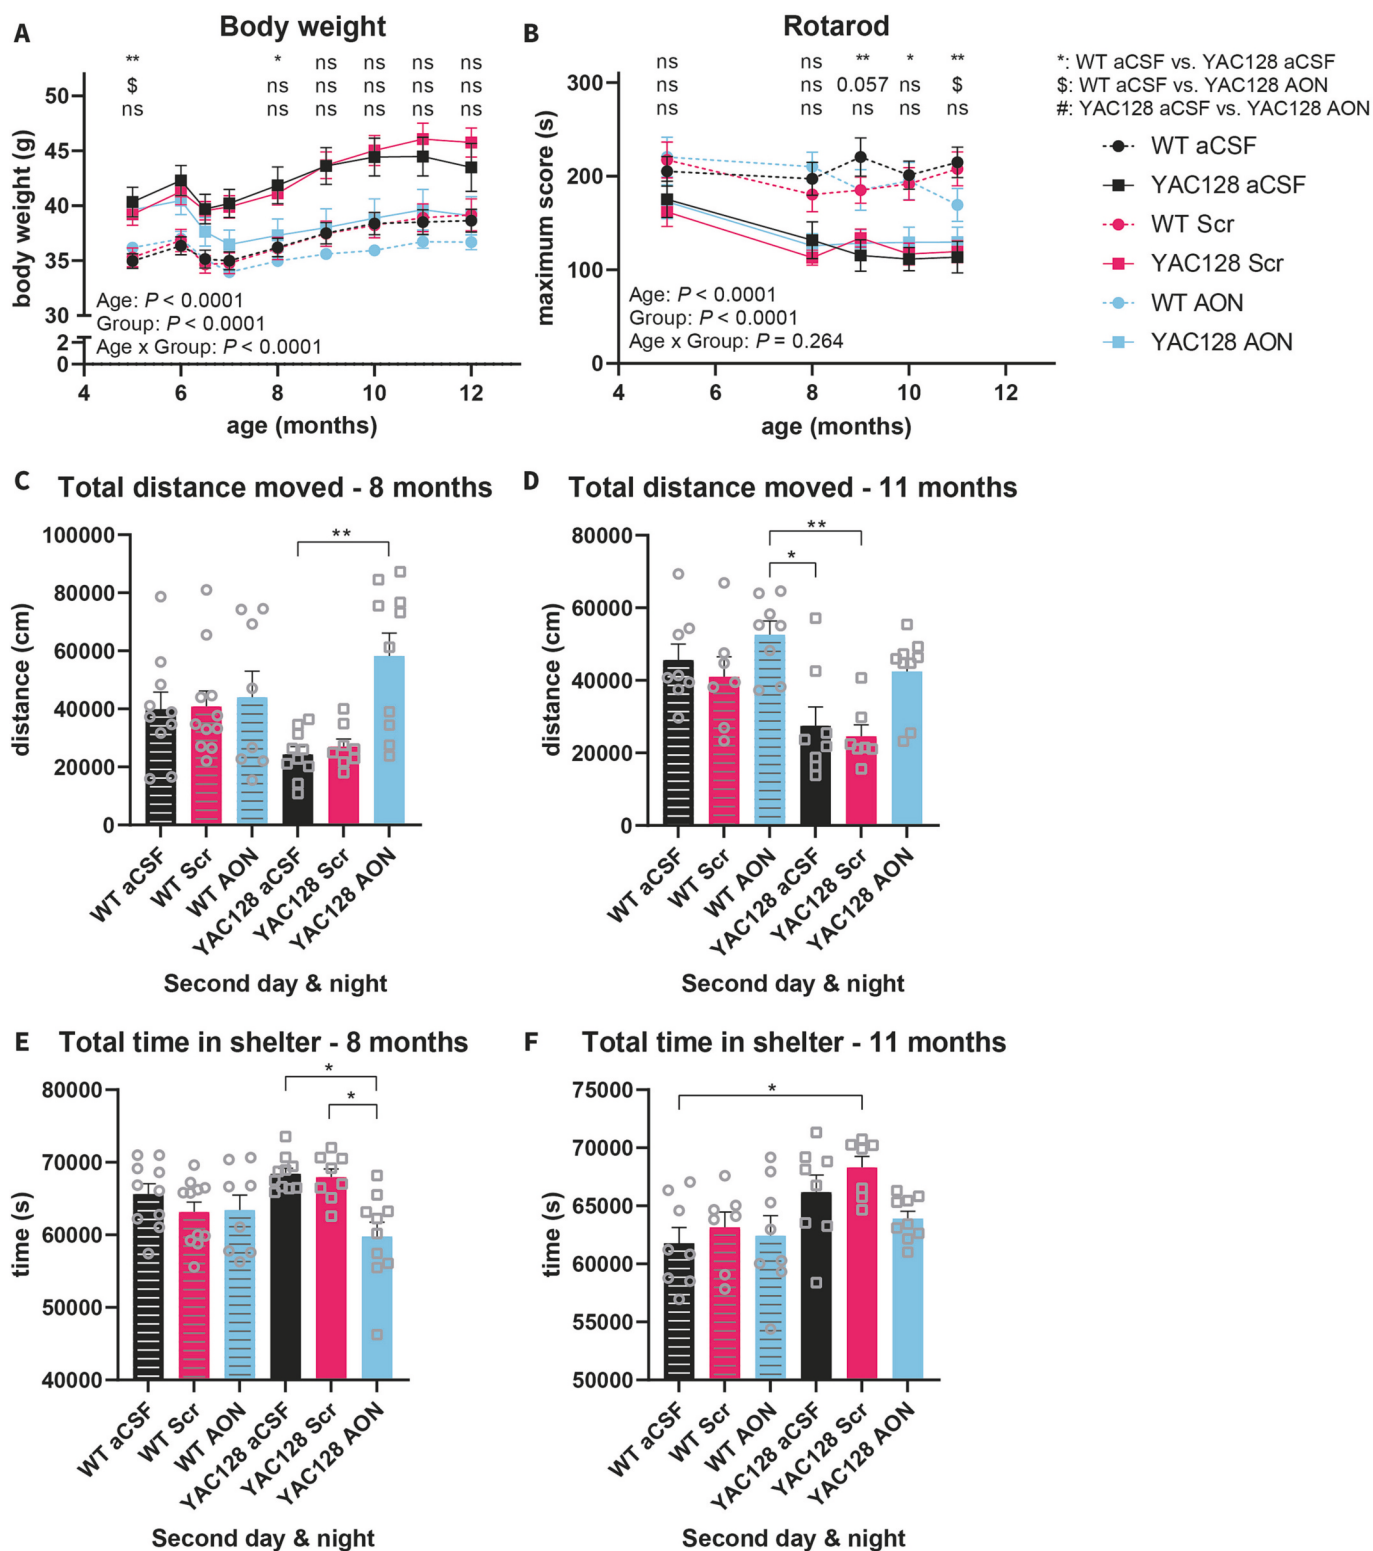 A Body weight
** * ns ns ns ns
$ ns ns ns ns ns
ns ns ns ns ns ns
50
45
40
35
30
2
0
body weight (g)
Age: P < 0.0001
Group: P < 0.0001
Age x Group: P < 0.0001
4 6 8 10 12
age (months)
B Rotarod
ns ns ** * **
ns ns 0.057 ns $
ns ns ns ns ns
300
200
100
0
maximum score (s)
Age: P < 0.0001
Group: P < 0.0001
Age x Group: P = 0.264
4 6 8 10 12
age (months)
*: WT aCSF vs. YAC128 aCSF
$: WT aCSF vs. YAC128 AON
#: YAC128 aCSF vs. YAC128 AON
WT aCSF
YAC128 aCSF
WT Scr
YAC128 Scr
WT AON
YAC128 AON
C Total distance moved - 8 months
**
100000
80000
60000
40000
20000
0
distance (cm)
WT aCSF
WT Scr
WT AON
YAC128 aCSF
YAC128 Scr
YAC128 AON
Second day & night
D Total distance moved - 11 months
**
*
80000
60000
40000
20000
0
distance (cm)
WT aCSF
WT Scr
WT AON
YAC128 aCSF
YAC128 Scr
YAC128 AON
Second day & night
E Total time in shelter - 8 months
*
*
80000
70000
60000
50000
40000
time (s)
WT aCSF
WT Scr
WT AON
YAC128 aCSF
YAC128 Scr
YAC128 AON
Second day & night
F Total time in shelter - 11 months
*
75000
70000
65000
60000
55000
50000
time (s)
WT aCSF
WT Scr
WT AON
YAC128 aCSF
YAC128 Scr
YAC128 AON
Second day & night